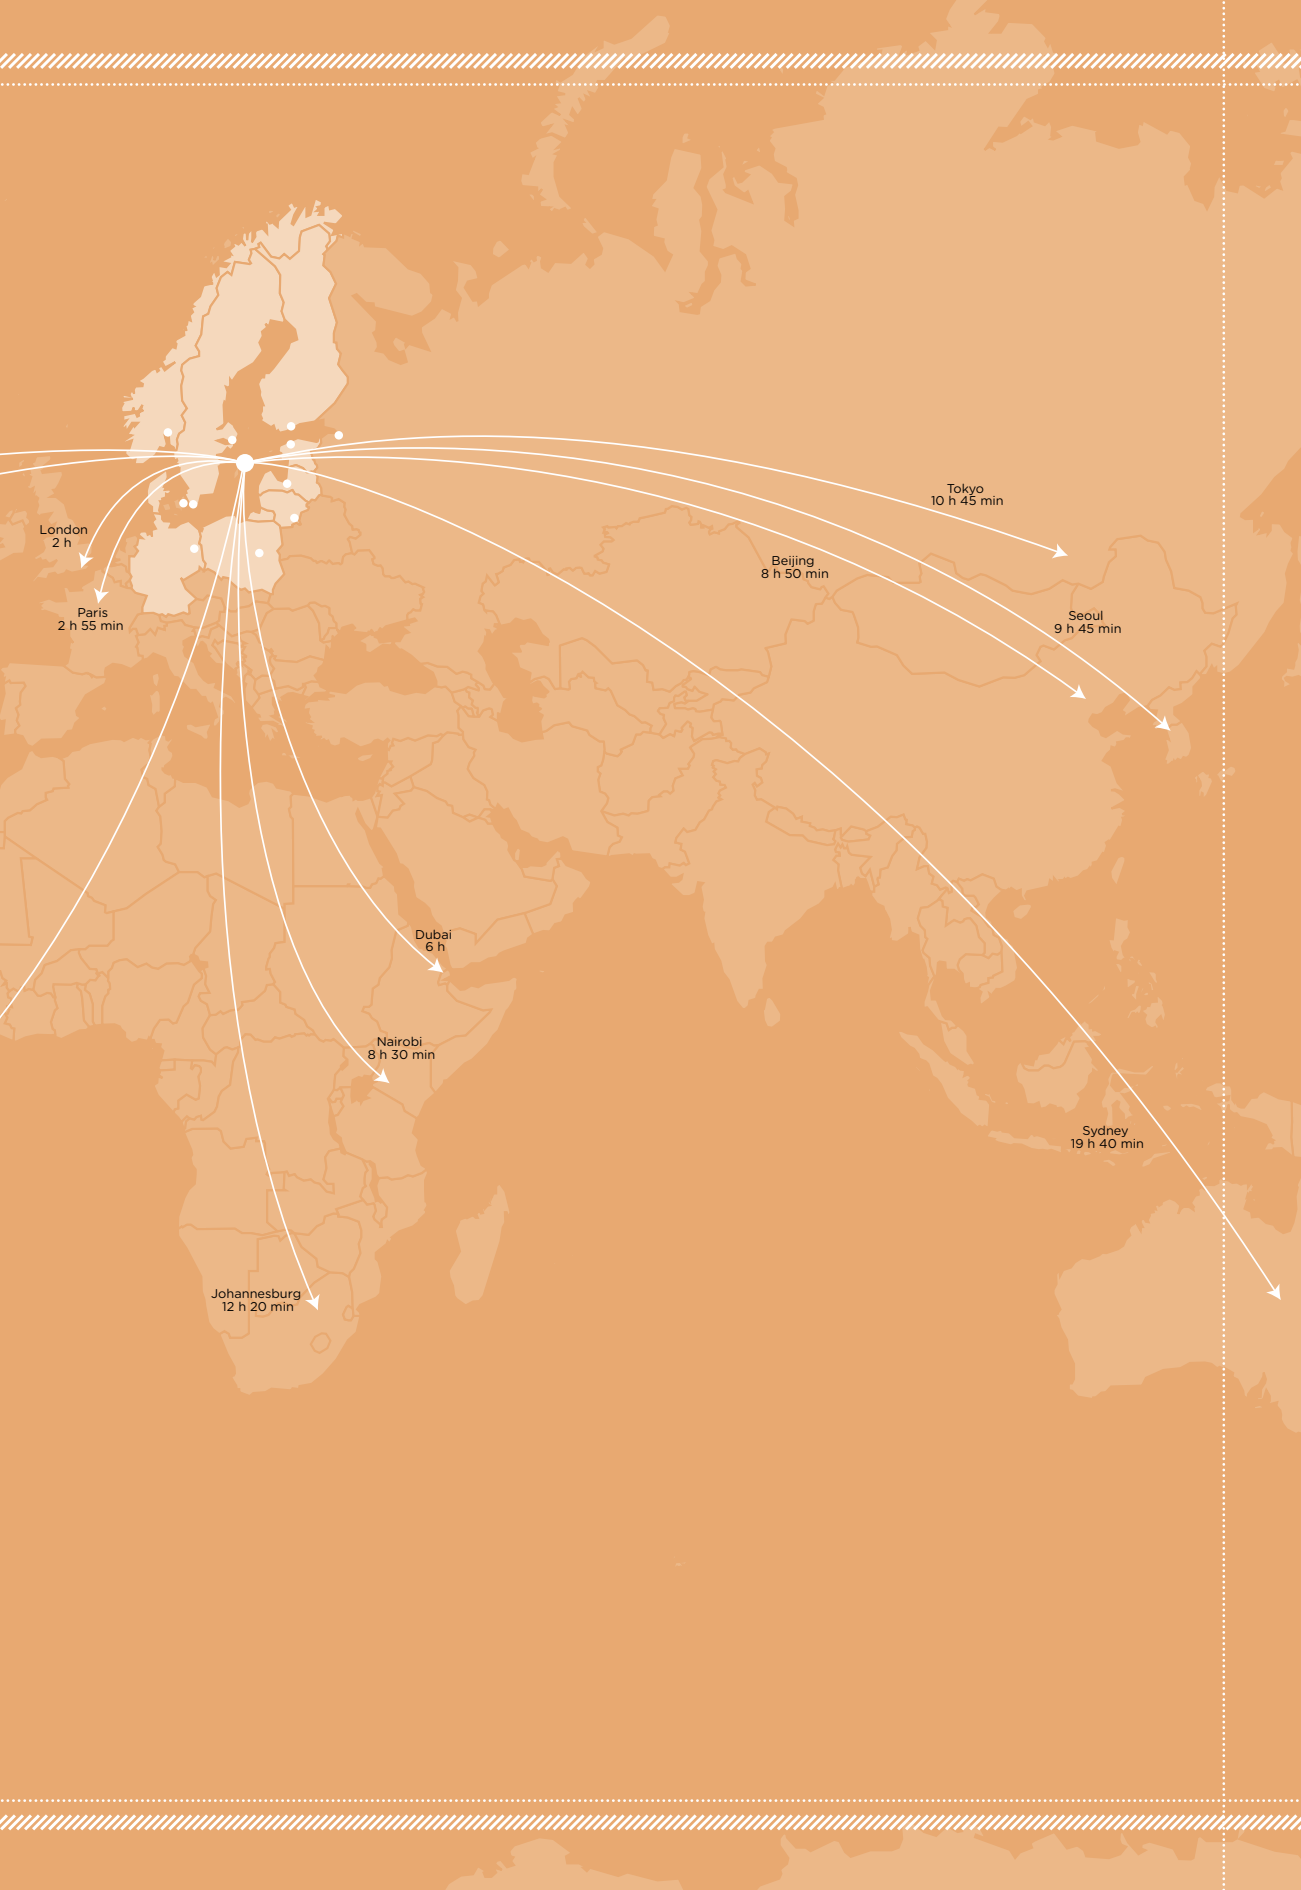 Tokyo
10 h 45 min
London
2 h
Beijing
8 h 50 min
Paris
2 h 55 min
Seoul
9 h 45 min
Dubai
6 h
Nairobi
8 h 30 min
Sydney
19 h 40 min
Johannesburg
12 h 20 min